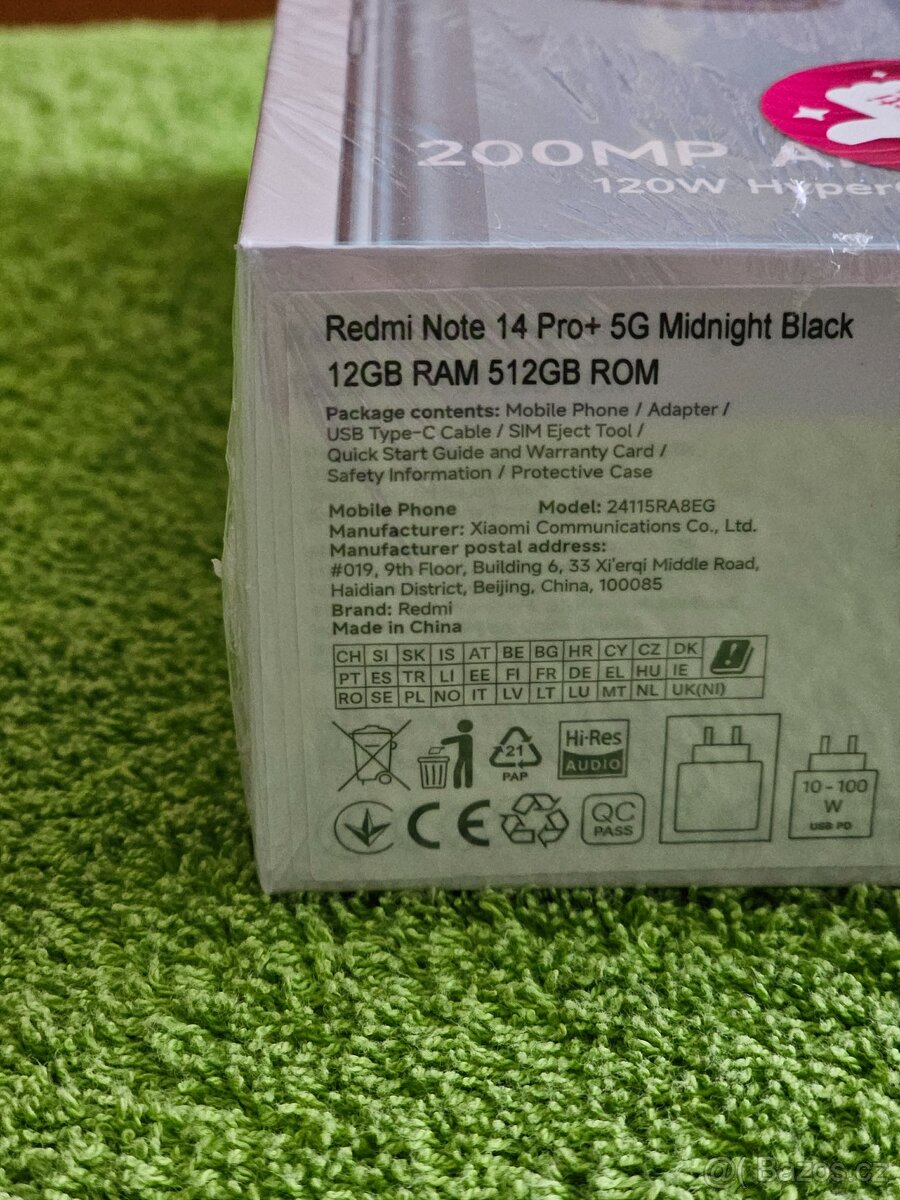 200MP
120W Hyper
Redmi Note 14 Pro+ 5G Midnight Black
12GB RAM 512GB ROM
Package contents: Mobile Phone / Adapter /
USB Type-C Cable / SIM Eject Tool /
Quick Start Guide and Warranty Card /
Safety Information / Protective Case
Mobile Phone Model: 24115RA8EG
Manufacturer: Xiaomi Communications Co., Ltd.
Manufacturer postal address:
#019, 9th Floor, Building 6, 33 Xi'erqi Middle Road,
Haidian District, Beijing, China, 100085
Brand: Redmi
Made in China
CH SI SK IS AT BE BG HR CY CZ DK
PT ES TR LI EE FI FR DE EL HU IE
RO SE PL NO IT LV LT LU MT NL UK(NI)
21
PAP
Hi-Res
AUDIO
CE
QC
PASS
10 - 100
W
USB PD
Bazos.cz